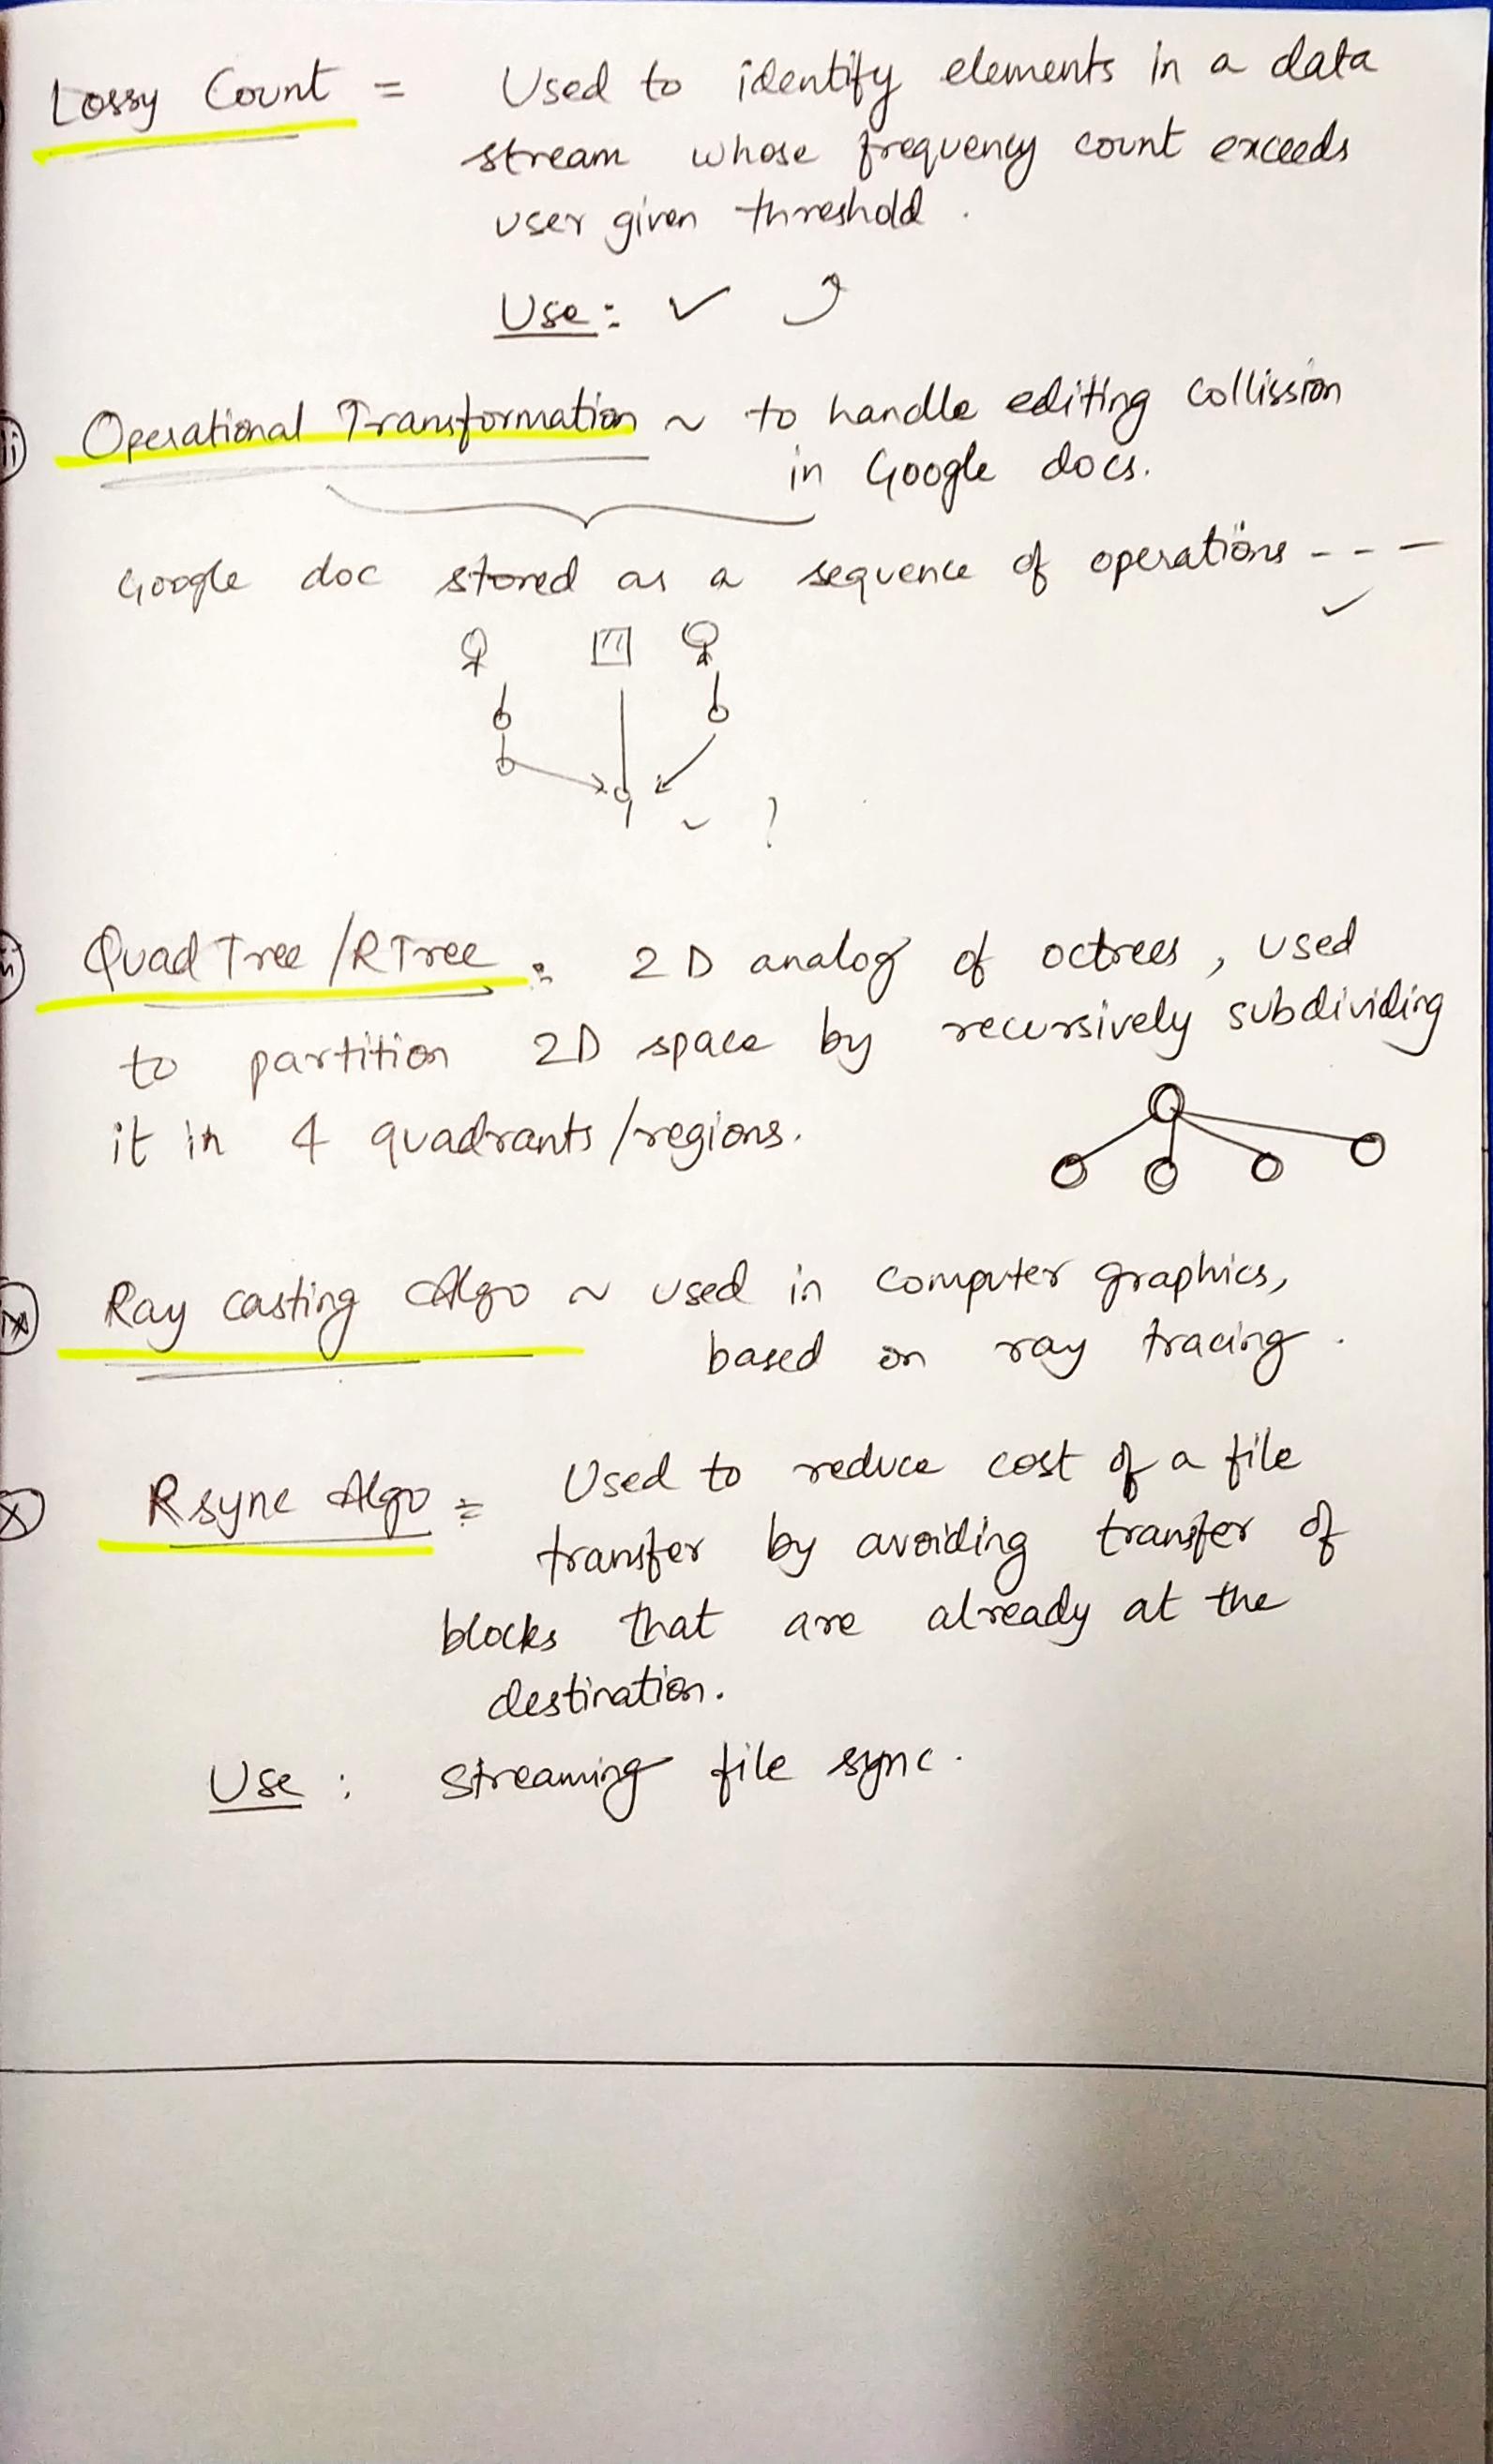 Lossy Count = Used to identify elements in a data
stream whose frequency count exceeds
user given threshold.
Use: ✓
Operational Transformation ~ to handle editing collission
in Google docs.
Google doc stored as a sequence of operations - - -
?
Quad Tree /R Tree : 2D analog of octrees, used
to partition 2D space by recursively subdividing
it in 4 quadrants /regions.
ix Ray casting Algo ~ used in computer graphics,
based on ray tracing.
x Rsync Algo = Used to reduce cost of a file
transfer by avoiding transfer of
blocks that are already at the
destination.
Use : Streaming file sync.